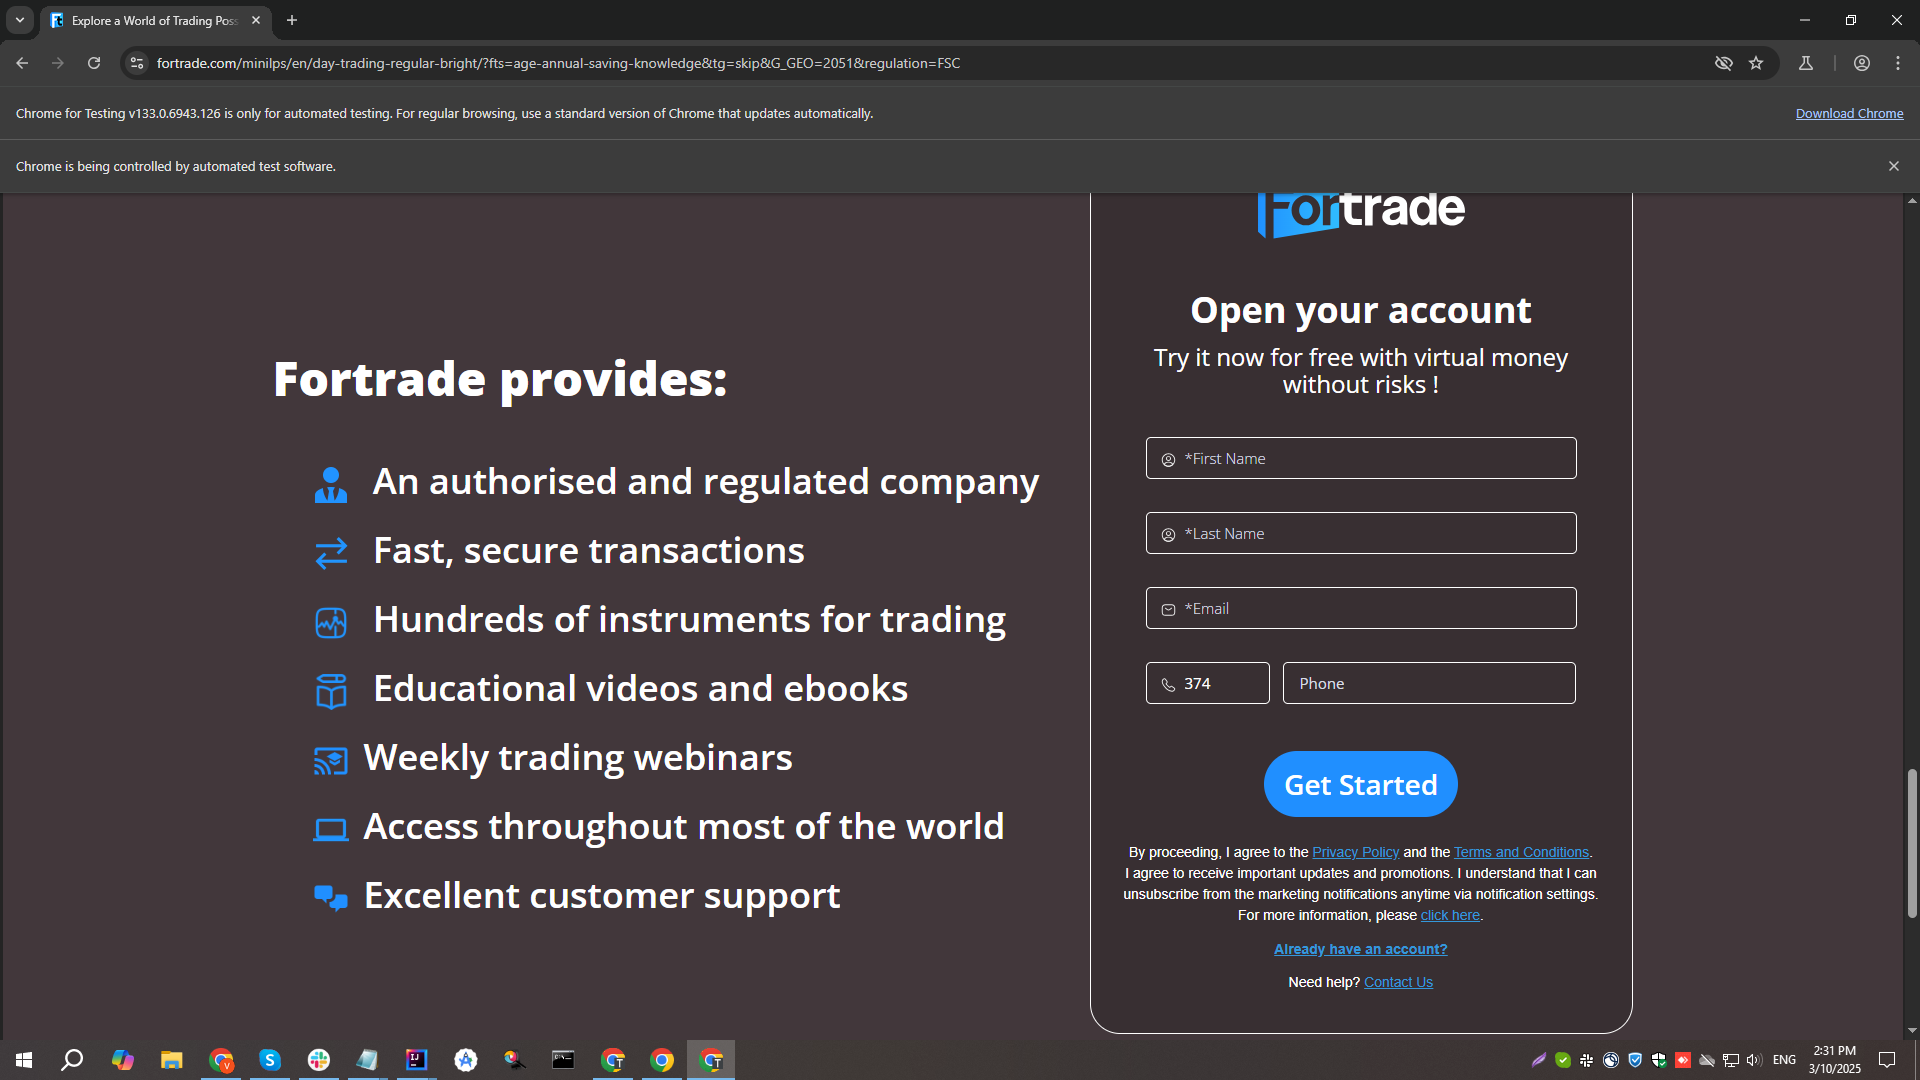 Explore a World of Trading Pos
fortrade.com/minilps/en/day-trading-regular-bright/?fts=age-annual-saving-knowledge&tg=skip&G_GEO=2051&regulation=FSC
Chrome for Testing v133.0.6943.126 is only for automated testing. For regular browsing, use a standard version of Chrome that updates automatically.
Download Chrome
Chrome is being controlled by automated test software.
Fortrade provides:
An authorised and regulated company
Fast, secure transactions
Hundreds of instruments for trading
Educational videos and ebooks
Weekly trading webinars
Access throughout most of the world
Excellent customer support
Fortrade
Open your account
Try it now for free with virtual money
without risks !
*First Name
*Last Name
*Email
374
Phone
Get Started
By proceeding, I agree to the Privacy Policy and the Terms and Conditions.
I agree to receive important updates and promotions. I understand that I can
unsubscribe from the marketing notifications anytime via notification settings.
For more information, please click here.
Already have an account?
Need help? Contact Us
ENG
2:31 PM
3/10/2025